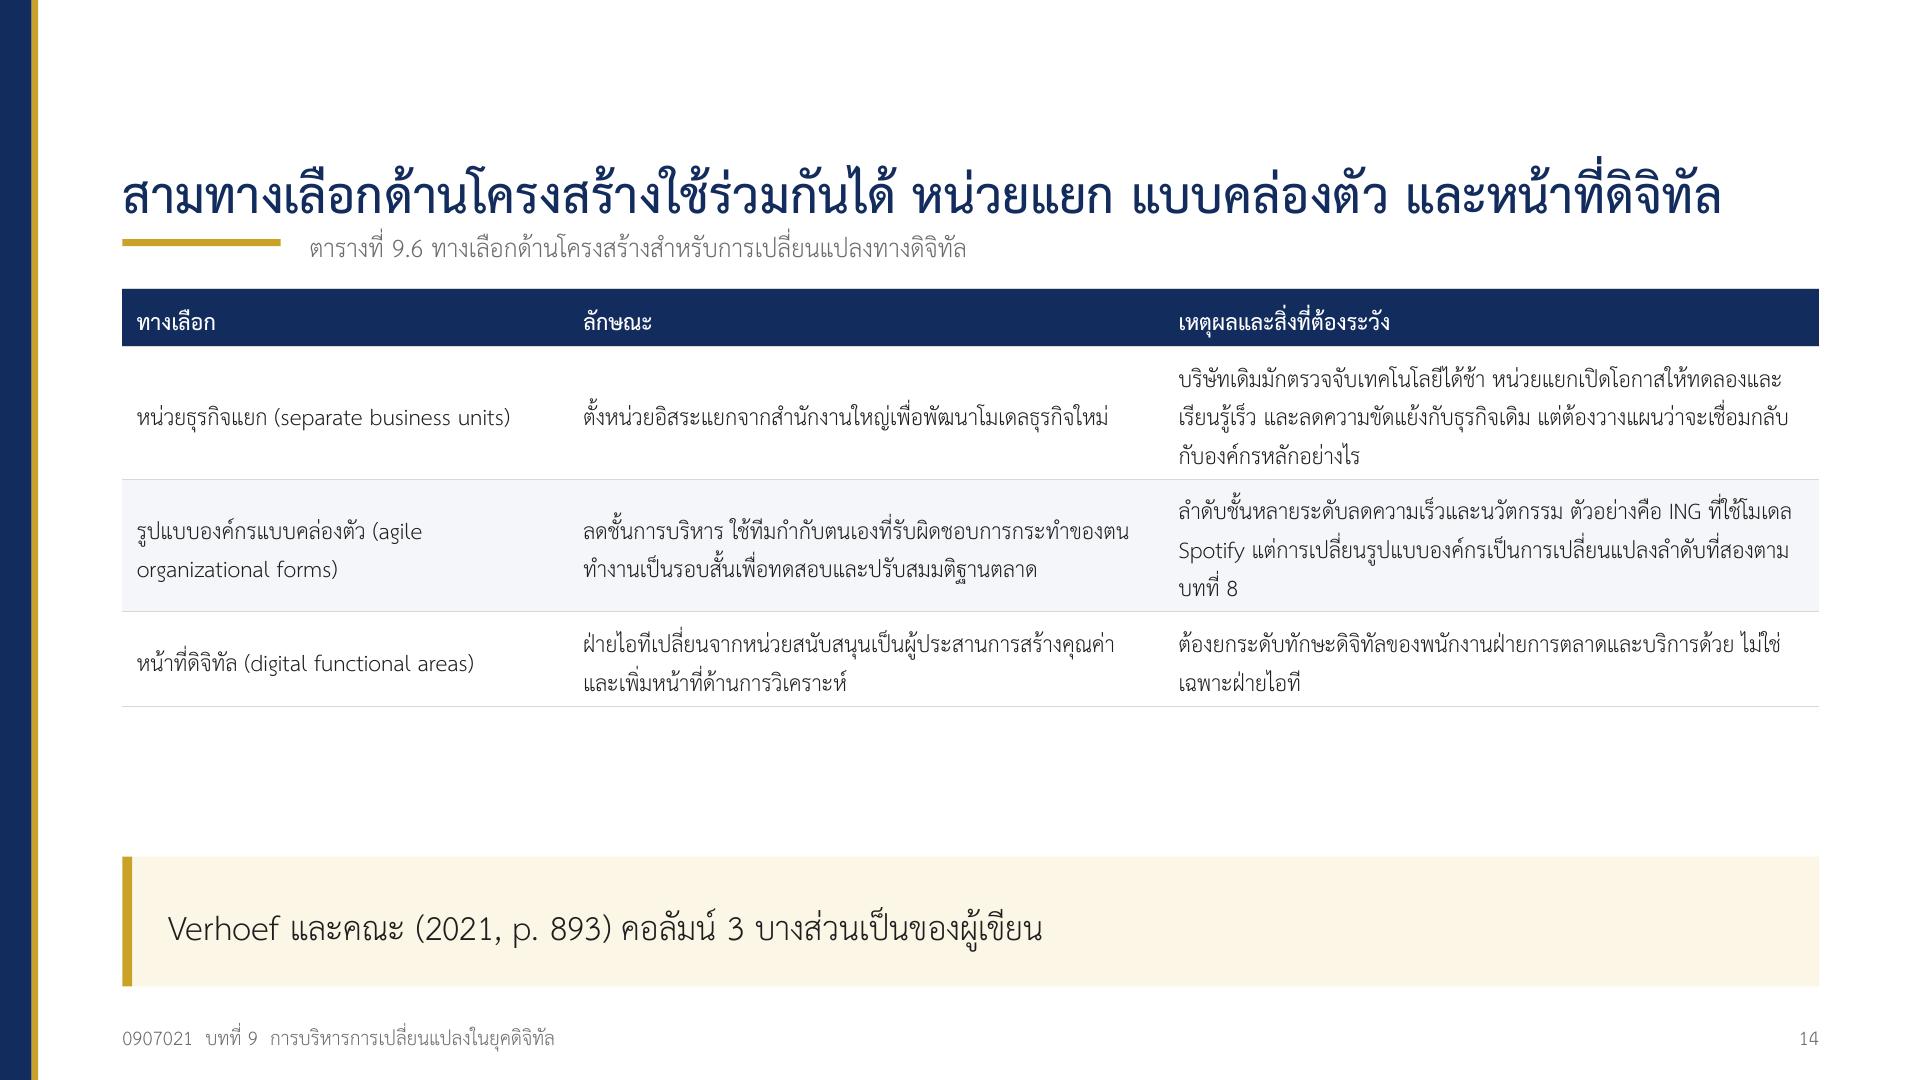 สามทางเลือกด้านโครงสร้างใช้ร่วมกันได้ หน่วยแยก แบบคล่องตัว และหน้าที่ดิจิทัล
ตารางที่ 9.6 ทางเลือกด้านโครงสร้างสำหรับการเปลี่ยนแปลงทางดิจิทัล
ทางเลือก
ลักษณะ
เหตุผลและสิ่งที่ต้องระวัง
หน่วยธุรกิจแยก (separate business units)
ตั้งหน่วยอิสระแยกจากสำนักงานใหญ่เพื่อพัฒนาโมเดลธุรกิจใหม่
บริษัทเดิมมักตรวจจับเทคโนโลยีได้ช้า หน่วยแยกเปิดโอกาสให้ทดลองและ
เรียนรู้เร็ว และลดความขัดแย้งกับธุรกิจเดิม แต่ต้องวางแผนว่าจะเชื่อมกลับ
กับองค์กรหลักอย่างไร
รูปแบบองค์กรแบบคล่องตัว (agile
organizational forms)
ลดชั้นการบริหาร ใช้ทีมกำกับตนเองที่รับผิดชอบการกระทำของตน
ทำงานเป็นรอบสั้นเพื่อทดสอบและปรับสมมติฐานตลาด
ลำดับชั้นหลายระดับลดความเร็วและนวัตกรรม ตัวอย่างคือ ING ที่ใช้โมเดล
Spotify แต่การเปลี่ยนรูปแบบองค์กรเป็นการเปลี่ยนแปลงลำดับที่สองตาม
บทที่ 8
หน้าที่ดิจิทัล (digital functional areas)
ฝ่ายไอทีเปลี่ยนจากหน่วยสนับสนุนเป็นผู้ประสานการสร้างคุณค่า
และเพิ่มหน้าที่ด้านการวิเคราะห์
ต้องยกระดับทักษะดิจิทัลของพนักงานฝ่ายการตลาดและบริการด้วย ไม่ใช่
เฉพาะฝ่ายไอที
Verhoef และคณะ (2021, p. 893) คอลัมน์ 3 บางส่วนเป็นของผู้เขียน
0907021 บทที่ 9 การบริหารการเปลี่ยนแปลงในยุคดิจิทัล
14